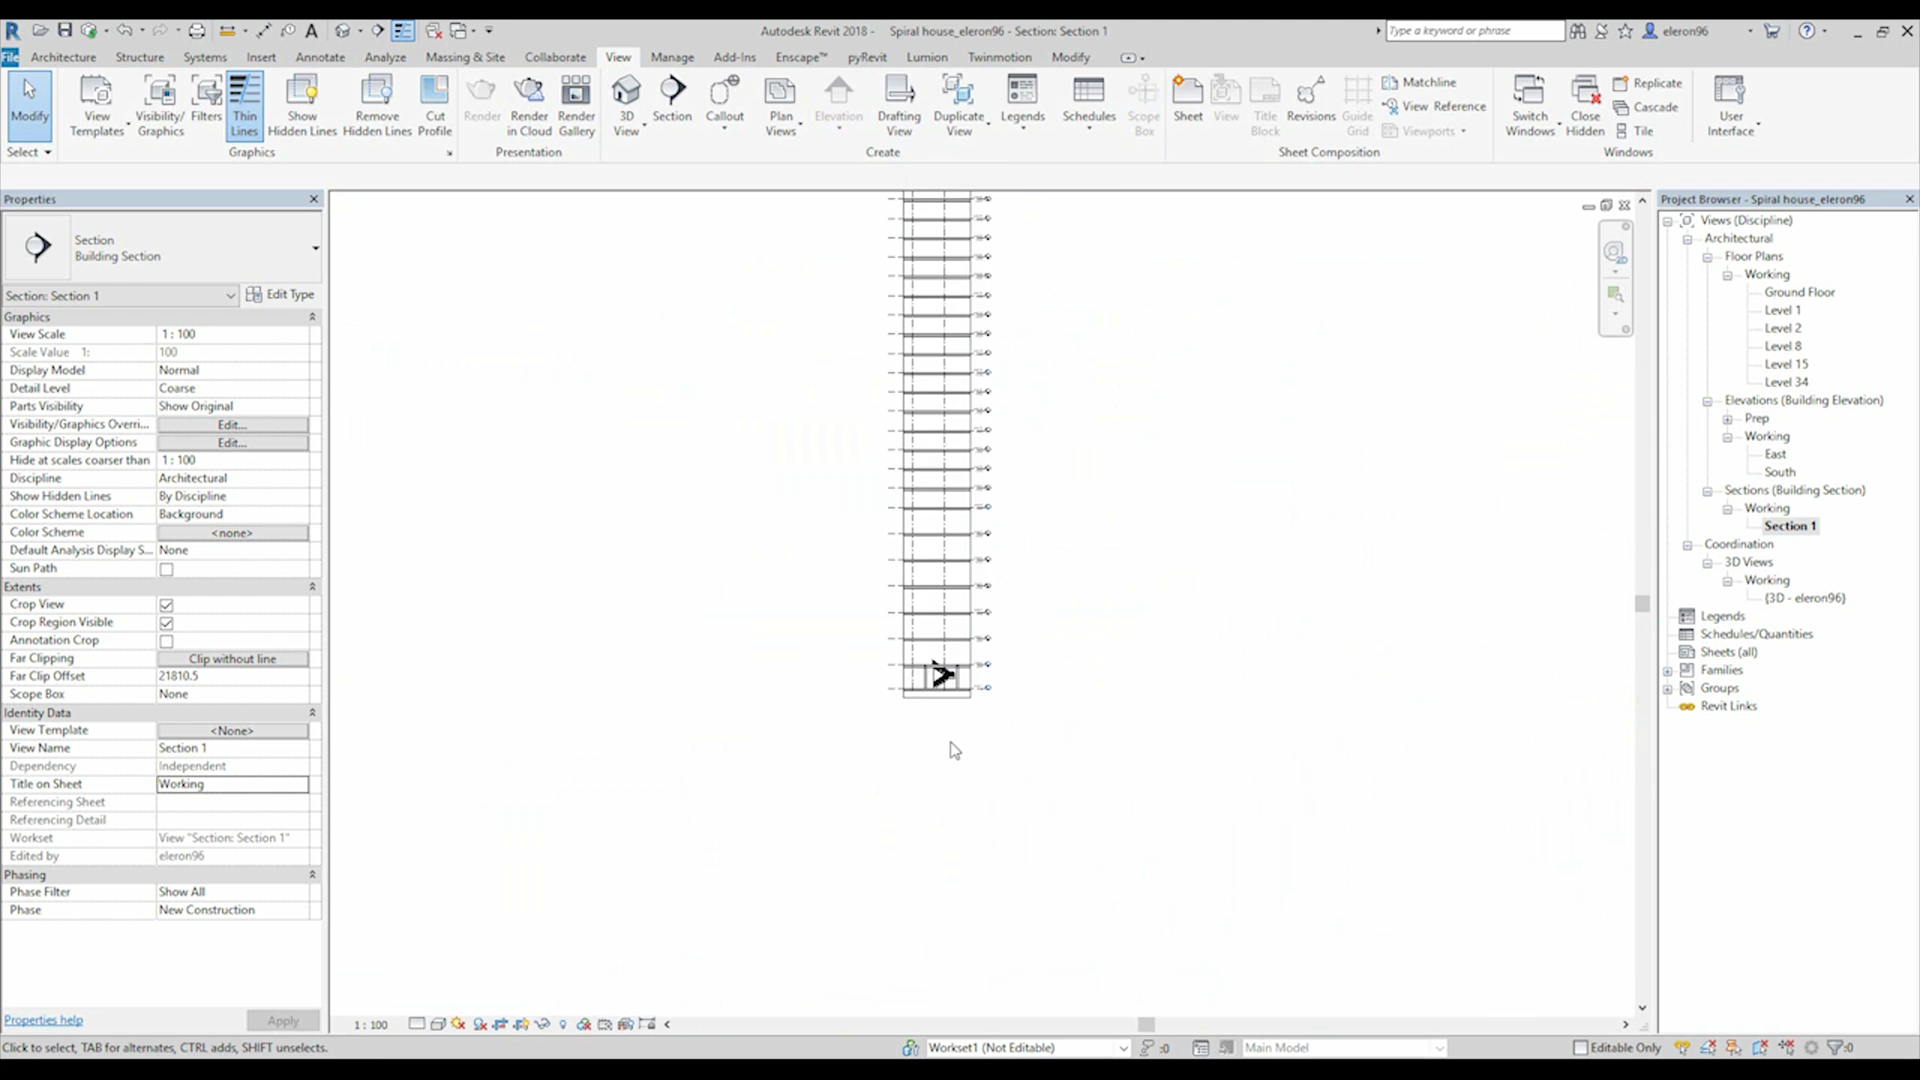 Autodesk Revit 2018 - Spiral house_eleron96 - Section: Section 1
Type a keyword or phrase
eleron96
File Architecture Structure Systems Insert Annotate Analyze Massing & Site Collaborate View Manage Add-Ins Enscape™ pyRevit Lumion Twinmotion Modify
Modify
View Templates
Visibility/ Graphics
Filters
Thin Lines
Show Hidden Lines
Remove Hidden Lines
Cut Profile
Render
Render in Cloud
Render Gallery
3D View
Section
Callout
Plan Views
Elevation
Drafting View
Duplicate View
Legends
Schedules
Scope Box
Sheet
View
Title Block
Revisions
Guide Grid
Matchline
View Reference
Viewports
Switch Windows
Close Hidden
Replicate
Cascade
Tile
User Interface
Select Graphics Presentation Create Sheet Composition Windows
Properties
Section
Building Section
Section: Section 1 Edit Type
Graphics
View Scale 1 : 100
Scale Value 1: 100
Display Model Normal
Detail Level Coarse
Parts Visibility Show Original
Visibility/Graphics Overri... Edit...
Graphic Display Options Edit...
Hide at scales coarser than 1 : 100
Discipline Architectural
Show Hidden Lines By Discipline
Color Scheme Location Background
Color Scheme <none>
Default Analysis Display S... None
Sun Path
Extents
Crop View
Crop Region Visible
Annotation Crop
Far Clipping Clip without line
Far Clip Offset 21810.5
Scope Box None
Identity Data
View Template <None>
View Name Section 1
Dependency Independent
Title on Sheet Working
Referencing Sheet
Referencing Detail
Workset View "Section: Section 1"
Edited by eleron96
Phasing
Phase Filter Show All
Phase New Construction
Properties help Apply
Project Browser - Spiral house_eleron96
Views (Discipline)
Architectural
Floor Plans
Working
Ground Floor
Level 1
Level 2
Level 8
Level 15
Level 34
Elevations (Building Elevation)
Prep
Working
East
South
Sections (Building Section)
Working
Section 1
Coordination
3D Views
Working
{3D - eleron96}
Legends
Schedules/Quantities
Sheets (all)
Families
Groups
Revit Links
2D
1 : 100
Click to select, TAB for alternates, CTRL adds, SHIFT unselects.
Workset1 (Not Editable) :0 Main Model Editable Only :0